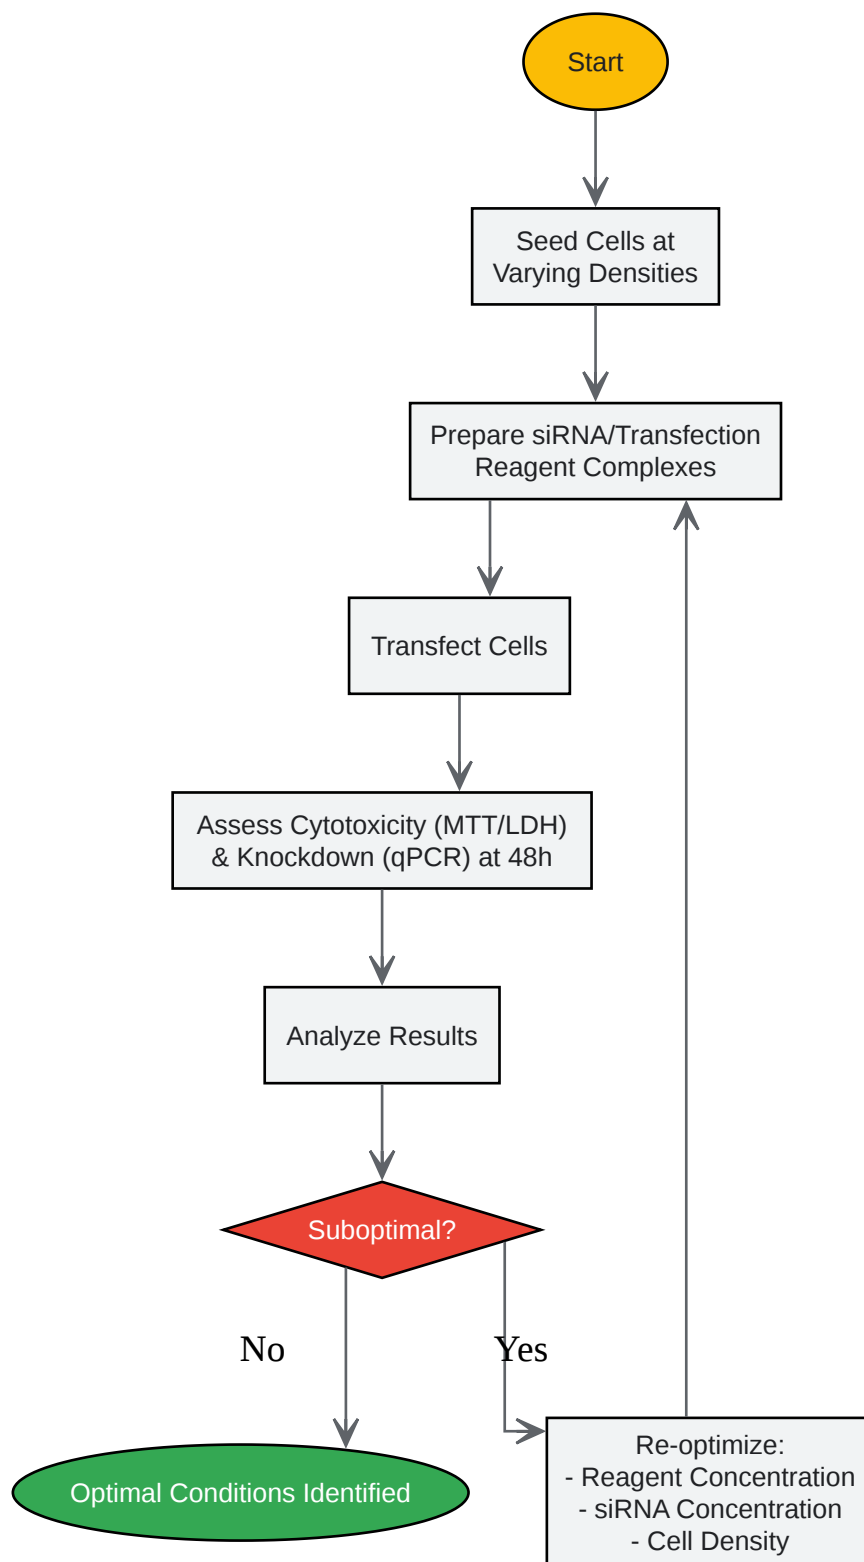 Start
Seed Cells at
Varying Densities
Prepare siRNA/Transfection
Reagent Complexes
Transfect Cells
Assess Cytotoxicity (MTT/LDH)
& Knockdown (qPCR) at 48h
Analyze Results
Suboptimal?
No
Yes
Optimal Conditions Identified
Re-optimize:
- Reagent Concentration
- siRNA Concentration
- Cell Density